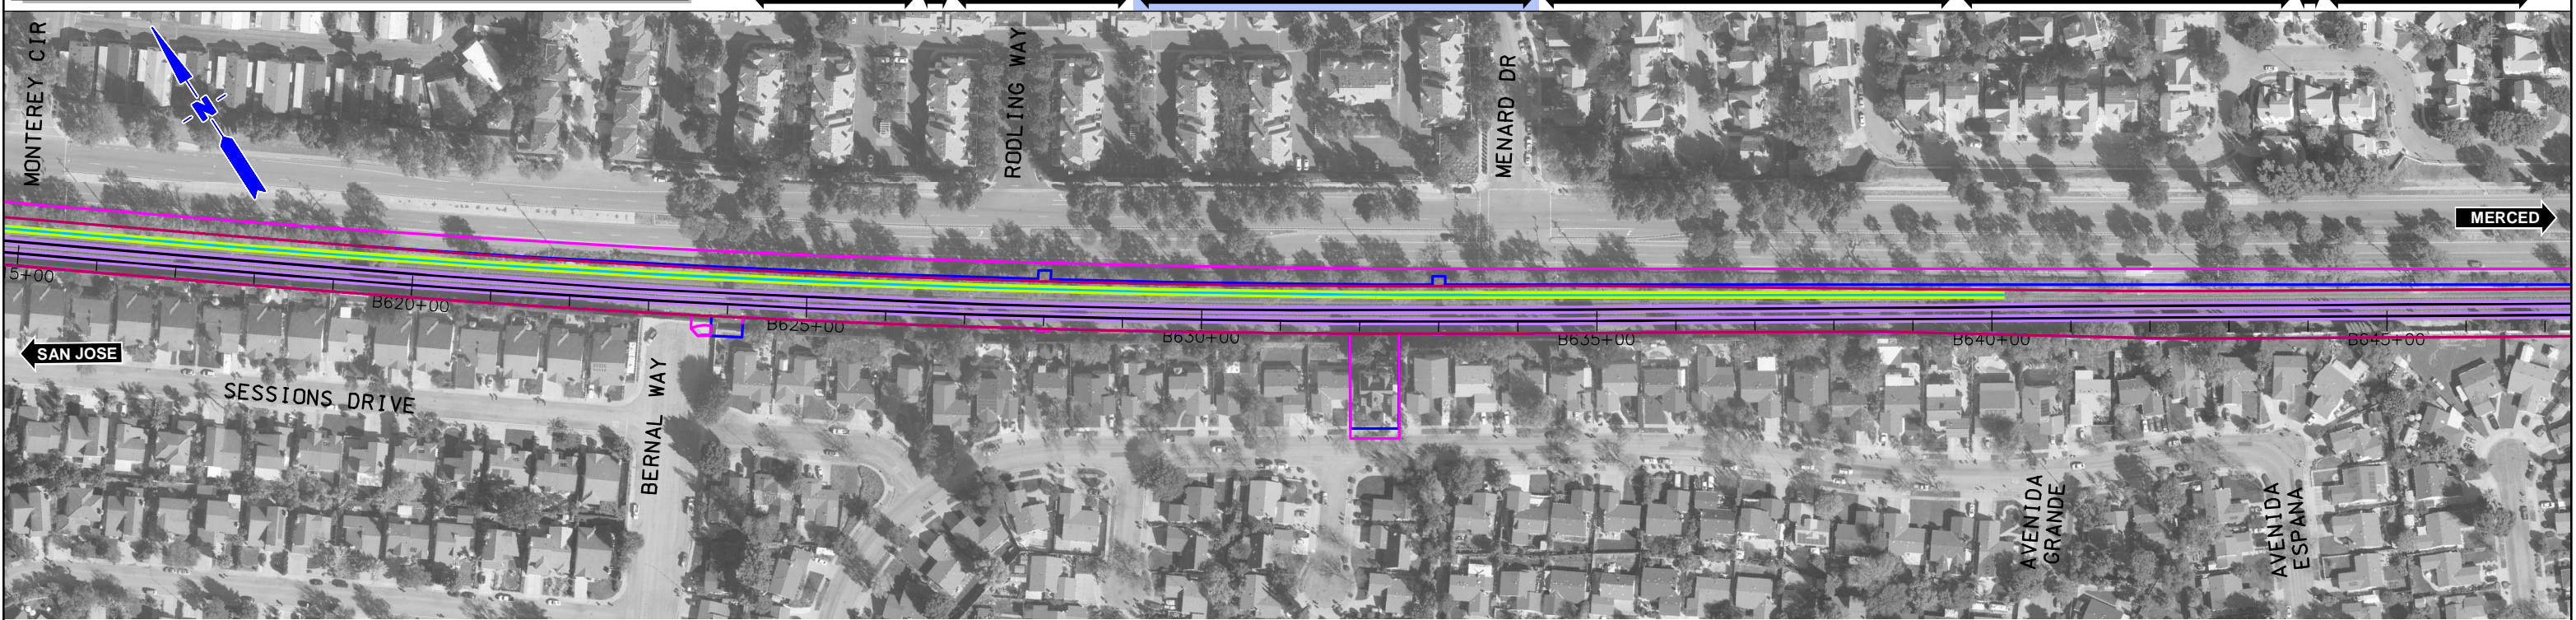 MONTEREY CIR
RODLING WAY
MENARD DR
N
MERCED
5+00
B620+00
B625+00
B630+00
B635+00
B640+00
B645+00
SAN JOSE
SESSIONS DRIVE
BERNAL WAY
AVENIDA
GRANDE
AVENIDA
ESPANA